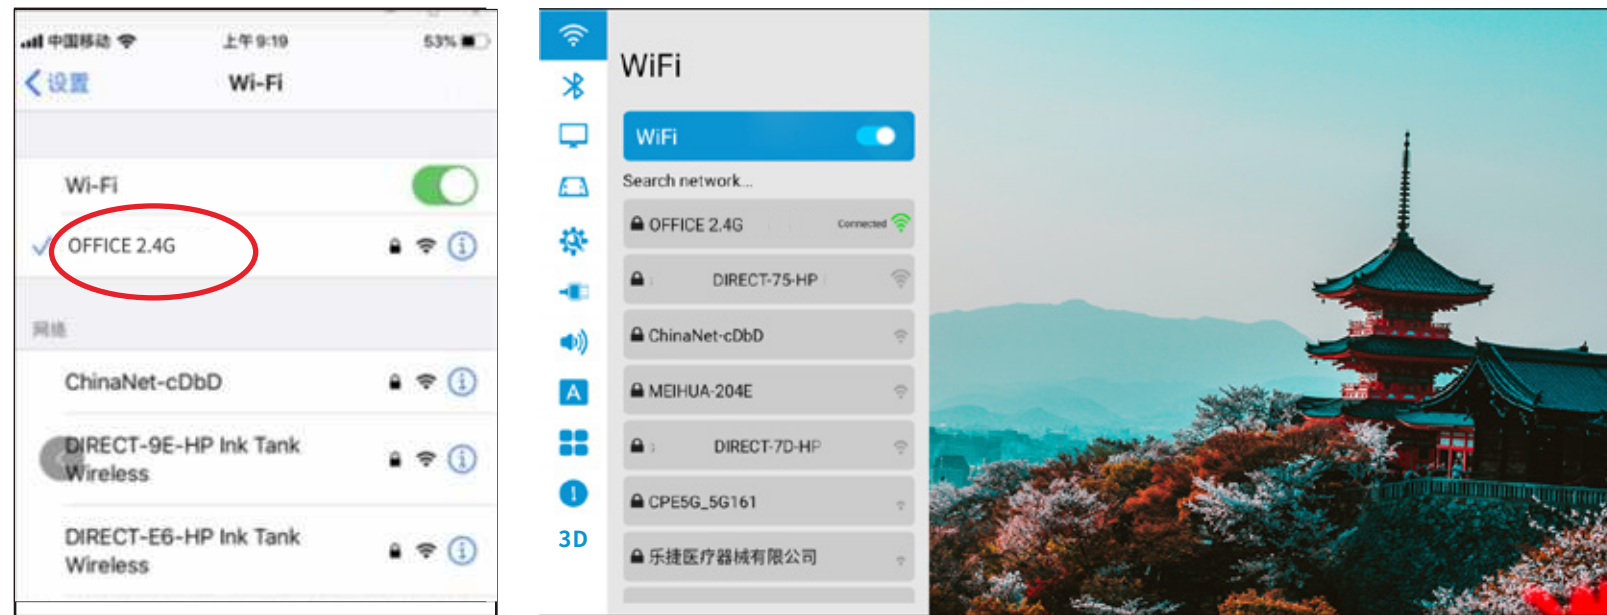 中国移动
上午 9:19
53%
设置
Wi-Fi
Wi-Fi
OFFICE 2.4G
网络
ChinaNet-cDbD
DIRECT-9E-HP Ink Tank
Wireless
DIRECT-E6-HP Ink Tank
Wireless
3D
WiFi
WiFi
Search network...
OFFICE 2.4G
Connected
DIRECT-75-HP
ChinaNet-cDbD
MEIHUA-204E
DIRECT-7D-HP
CPE5G_5G161
乐捷医疗器械有限公司
A